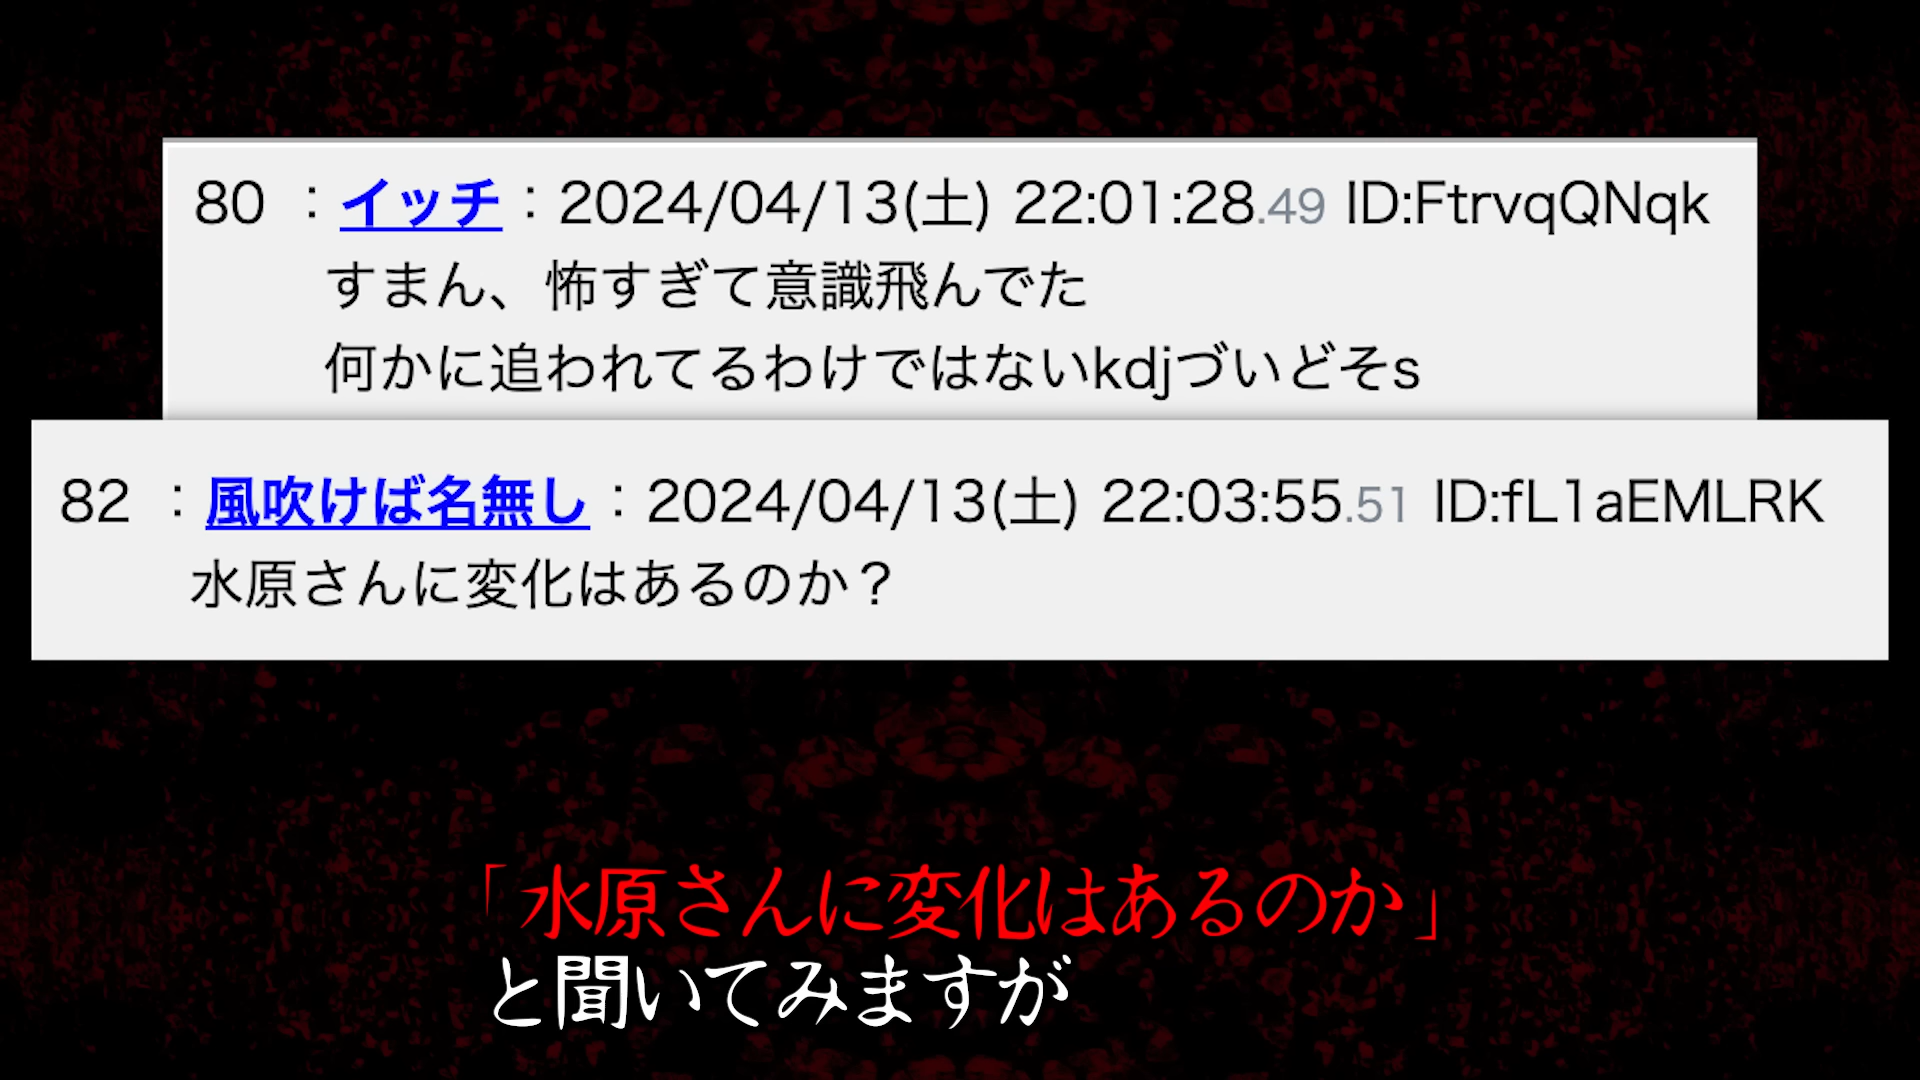 80 ：イッチ：2024/04/13(土) 22:01:28.49 ID:FtrvqQNqk
すまん、怖すぎて意識飛んでた
何かに追われてるわけではないkdjづいどそs
82 ：風吹けば名無し：2024/04/13(土) 22:03:55.51 ID:fL1aEMLRK
水原さんに変化はあるのか？
「水原さんに変化はあるのか」
と聞いてみますが